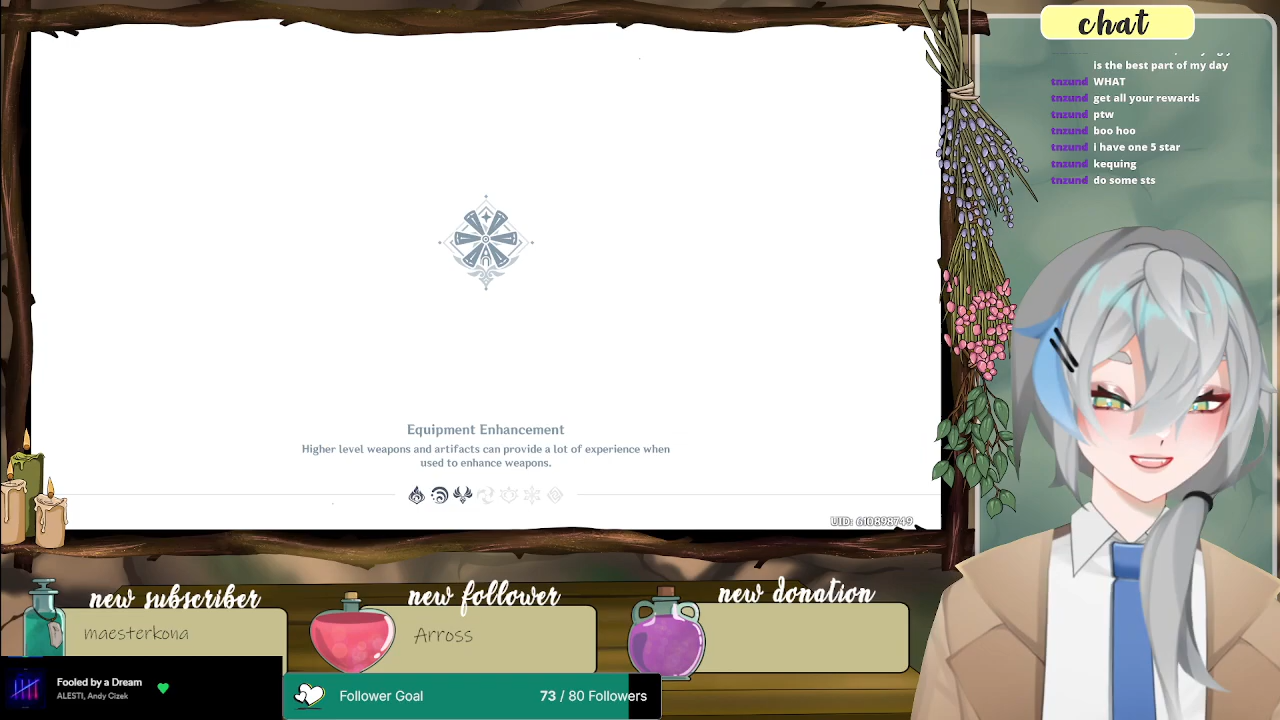 chat
is the best part of my day
tnzund WHAT
tnzund get all your rewards
tnzund ptw
tnzund boo hoo
tnzund i have one 5 star
tnzund kequing
tnzund do some sts
Equipment Enhancement
Higher level weapons and artifacts can provide a lot of experience when
used to enhance weapons.
UID: 610898749
new subscriber
maesterkona
new follower
Arross
new donation
Fooled by a Dream
ALESTI, Andy Cizek
Follower Goal
73 / 80 Followers